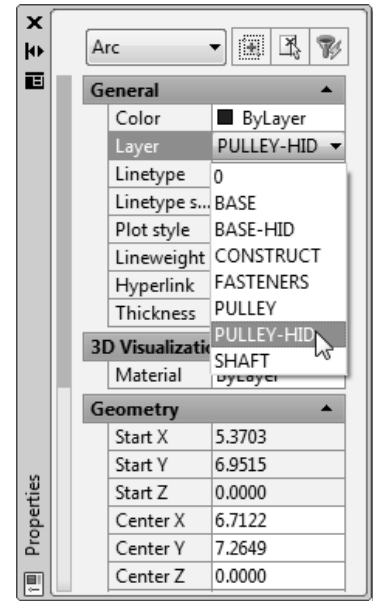 Arc
General
Color ByLayer
Layer PULLEY-HID
Linetype 0
Linetype s... BASE
Plot style BASE-HID
Lineweight CONSTRUCT
Hyperlink FASTENERS
Thickness PULLEY
PULLEY-HID
3D Visualizati
SHAFT
Material ByLayer
Geometry
Start X 5.3703
Start Y 6.9515
Start Z 0.0000
Center X 6.7122
Center Y 7.2649
Center Z 0.0000
Properties